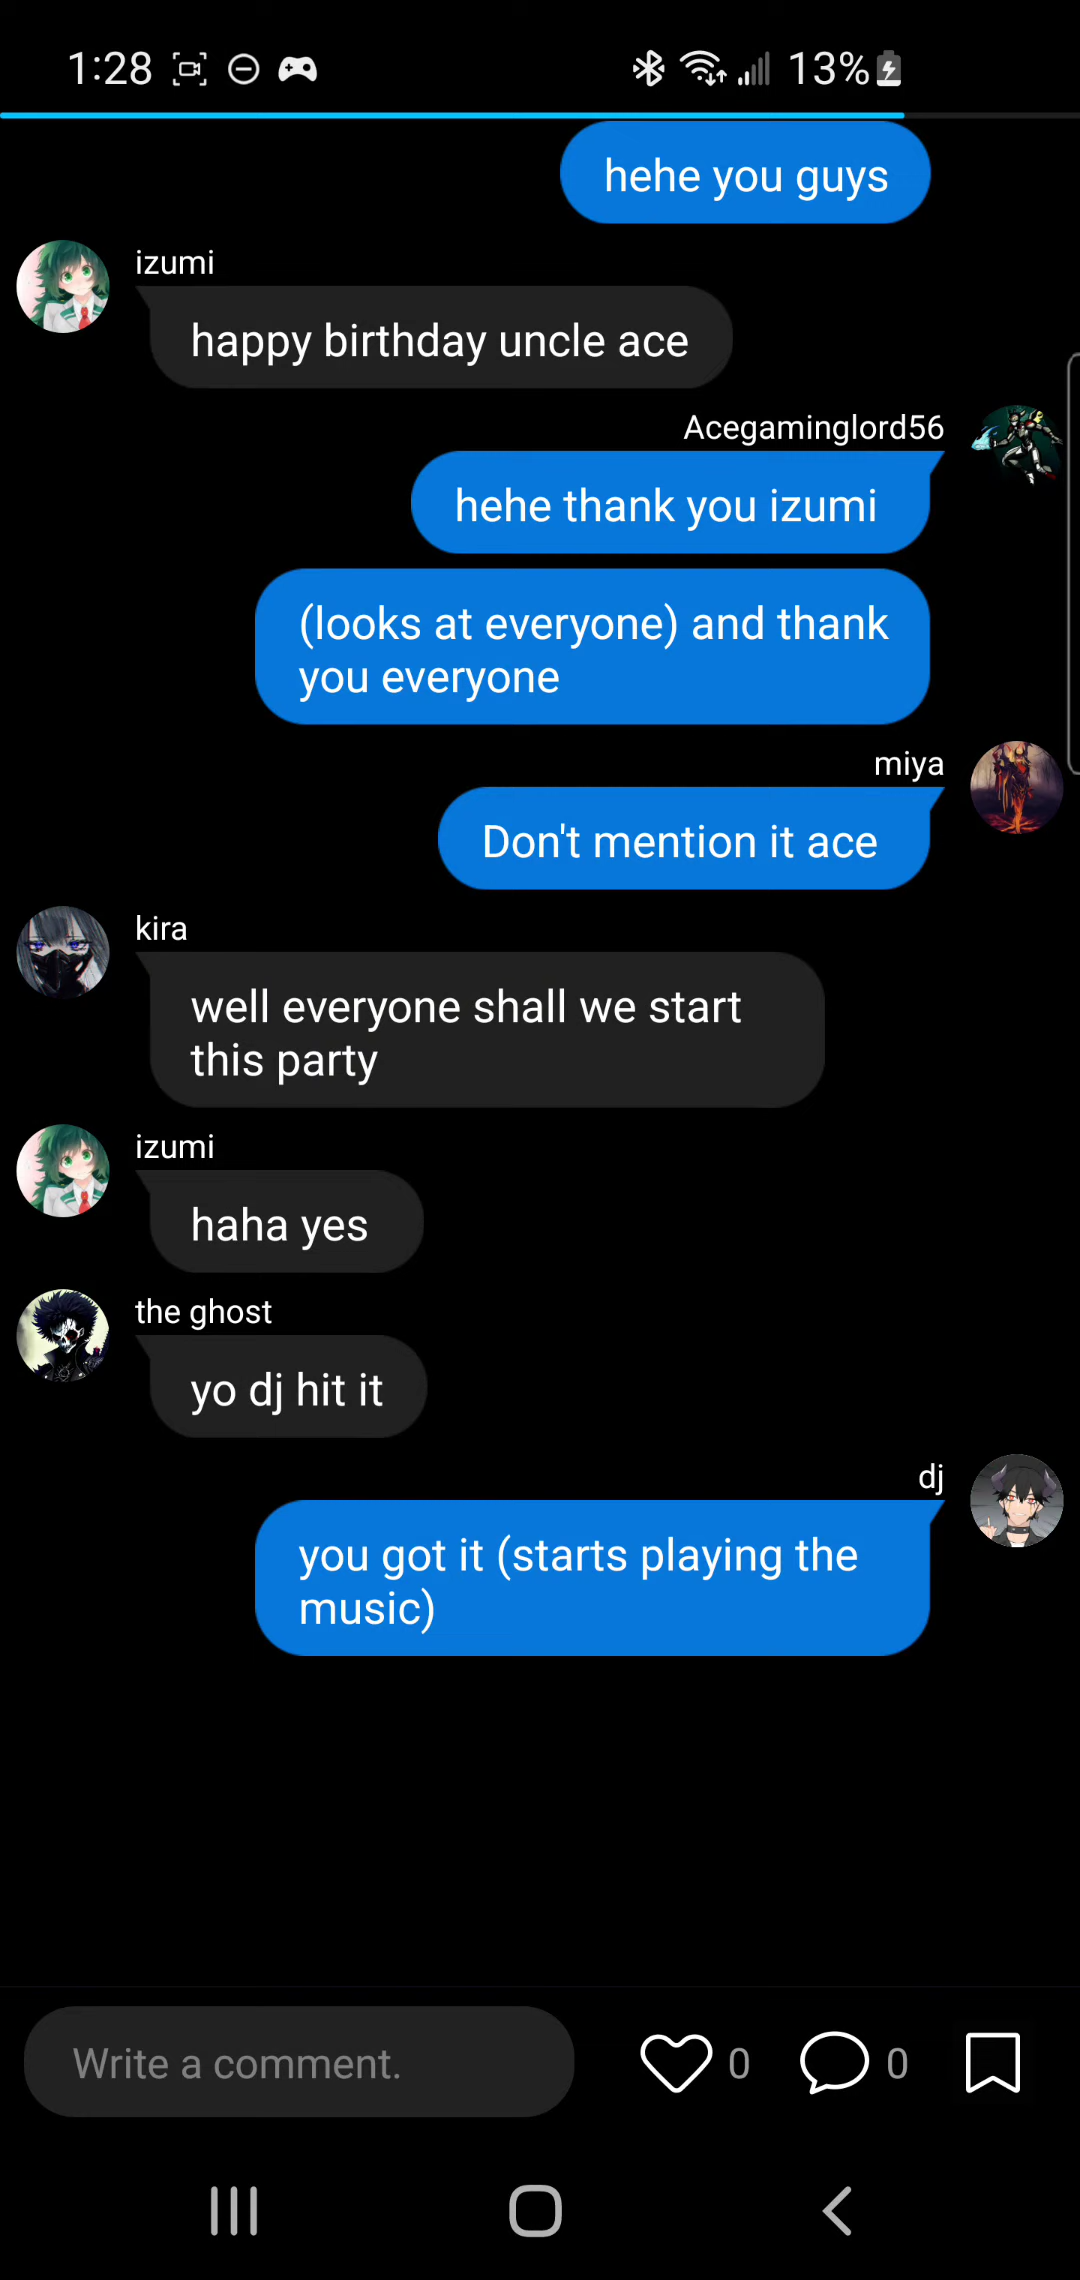 1:28
13%
hehe you guys
izumi
happy birthday uncle ace
Acegaminglord56
hehe thank you izumi
(looks at everyone) and thank
you everyone
miya
Don't mention it ace
kira
well everyone shall we start
this party
izumi
haha yes
the ghost
yo dj hit it
dj
you got it (starts playing the
music)
Write a comment.
0
0